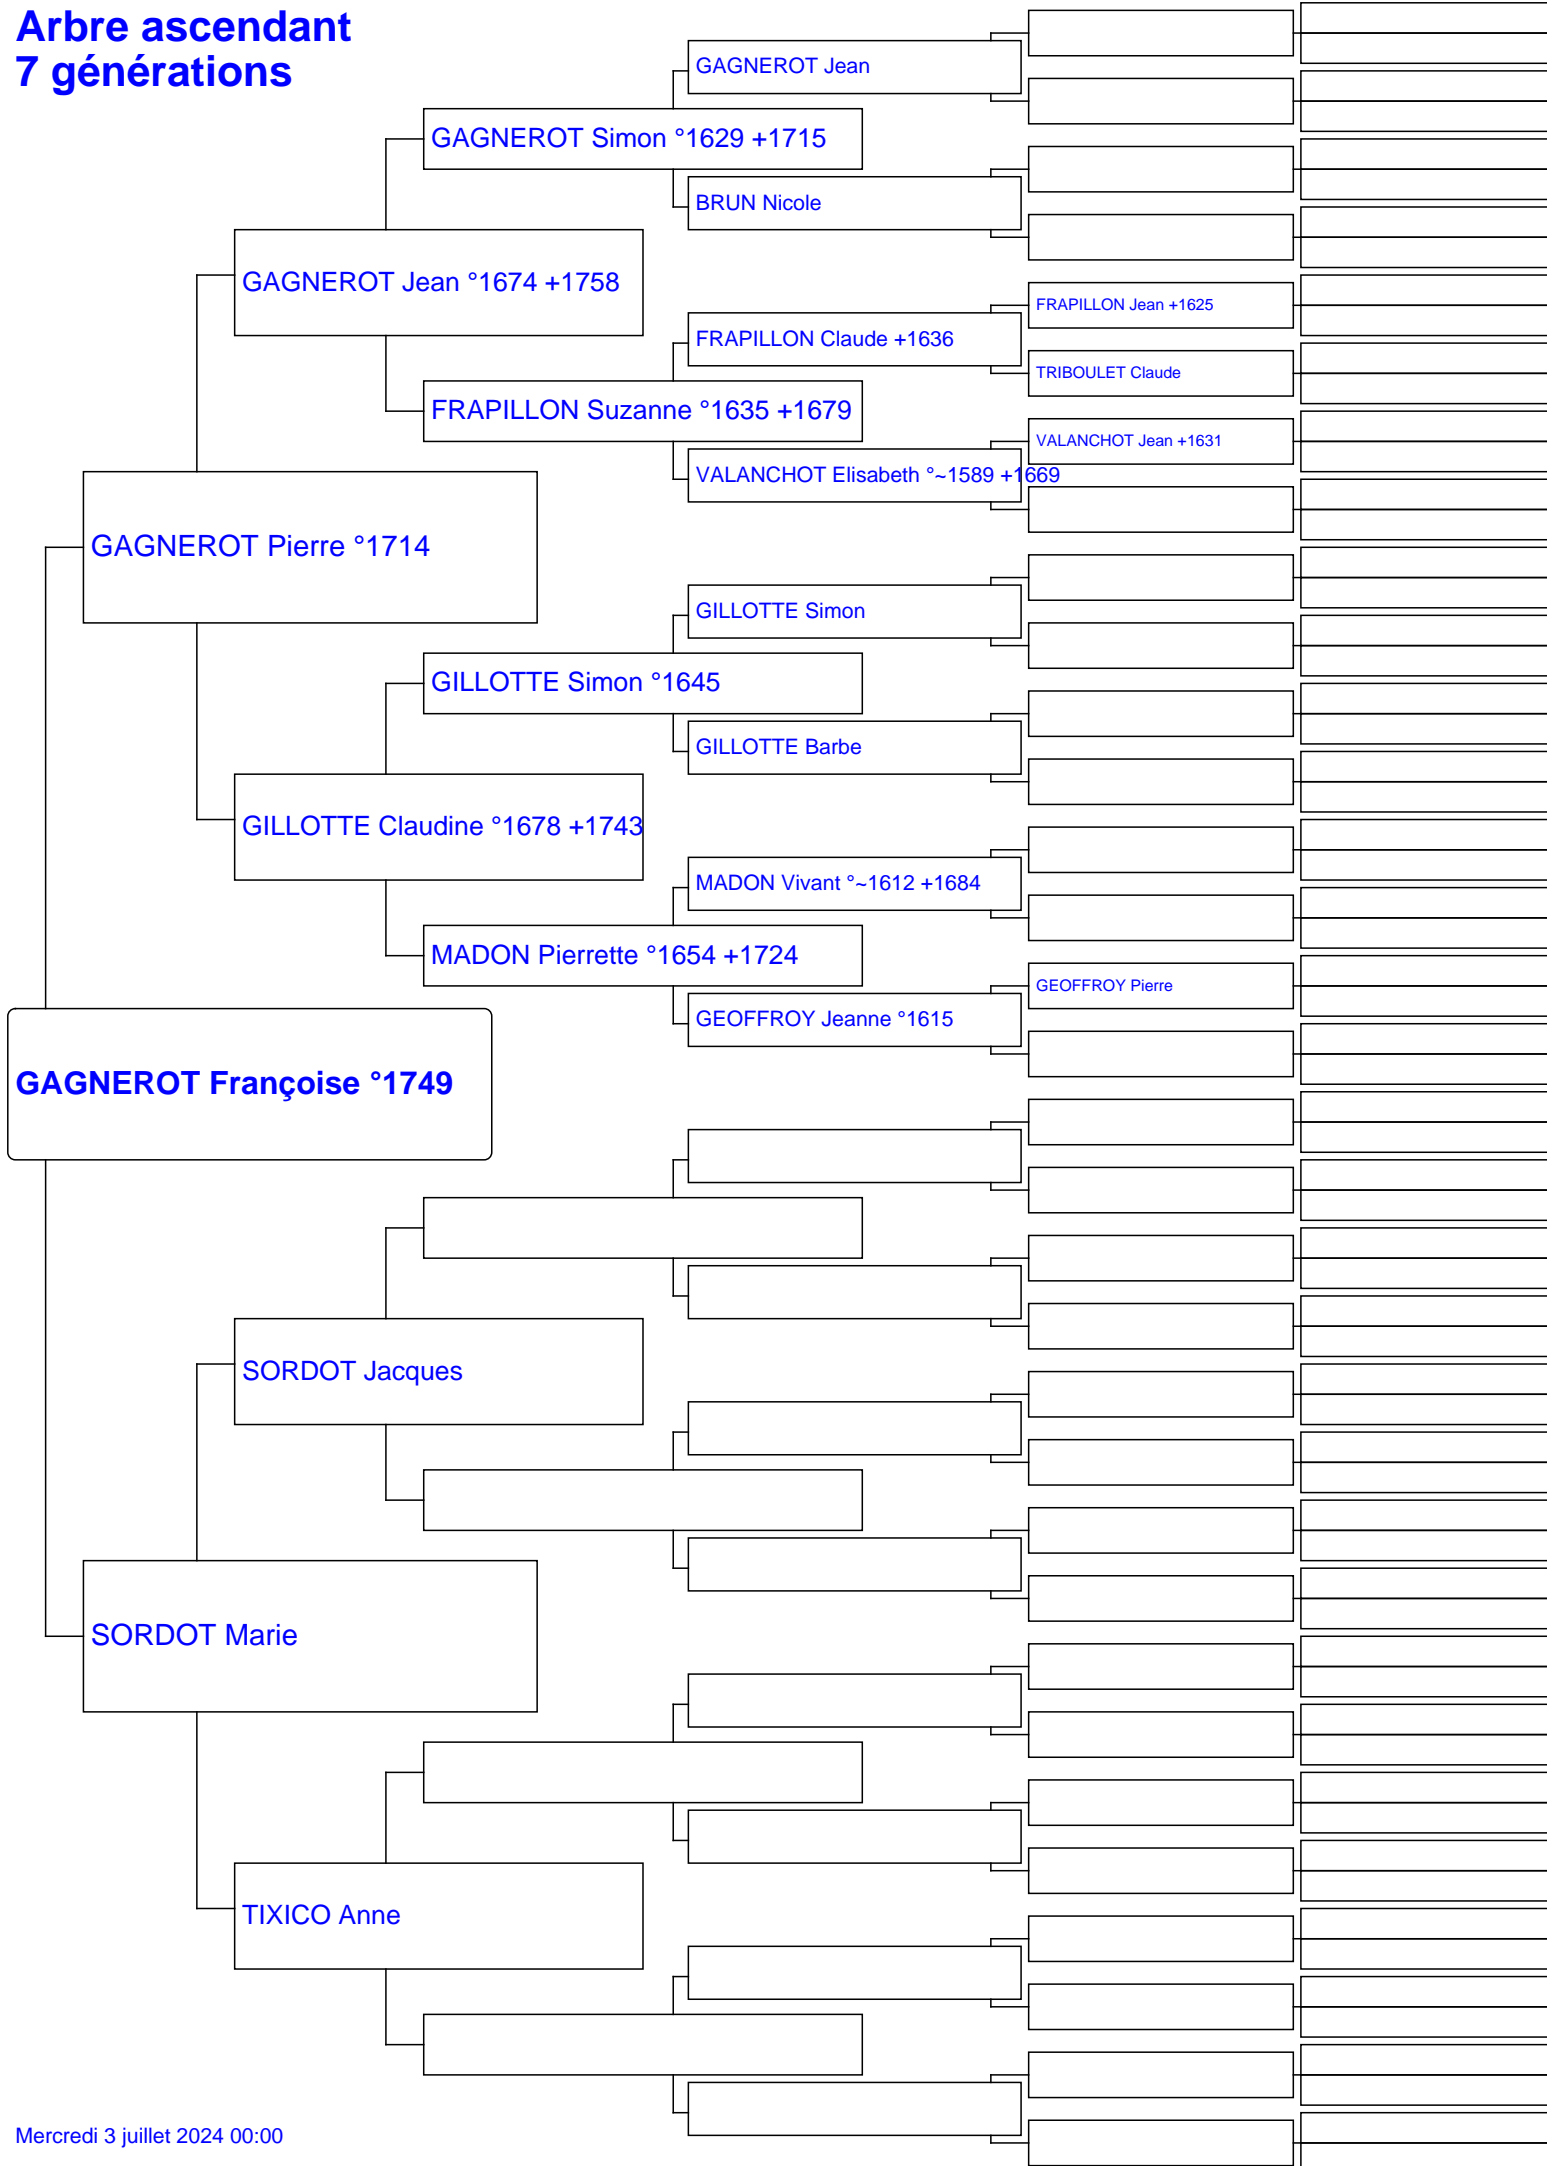 Arbre ascendant
7 générations
GAGNEROT Jean
GAGNEROT Simon °1629 +1715
BRUN Nicole
GAGNEROT Jean °1674 +1758
FRAPILLON Jean +1625
FRAPILLON Claude +1636
TRIBOULET Claude
FRAPILLON Suzanne °1635 +1679
VALANCHOT Jean +1631
VALANCHOT Elisabeth °~1589 +1669
GAGNEROT Pierre °1714
GILLOTTE Simon
GILLOTTE Simon °1645
GILLOTTE Barbe
GILLOTTE Claudine °1678 +1743
MADON Vivant °~1612 +1684
MADON Pierrette °1654 +1724
GEOFFROY Pierre
GEOFFROY Jeanne °1615
GAGNEROT Françoise °1749
SORDOT Jacques
SORDOT Marie
TIXICO Anne
Mercredi 3 juillet 2024 00:00